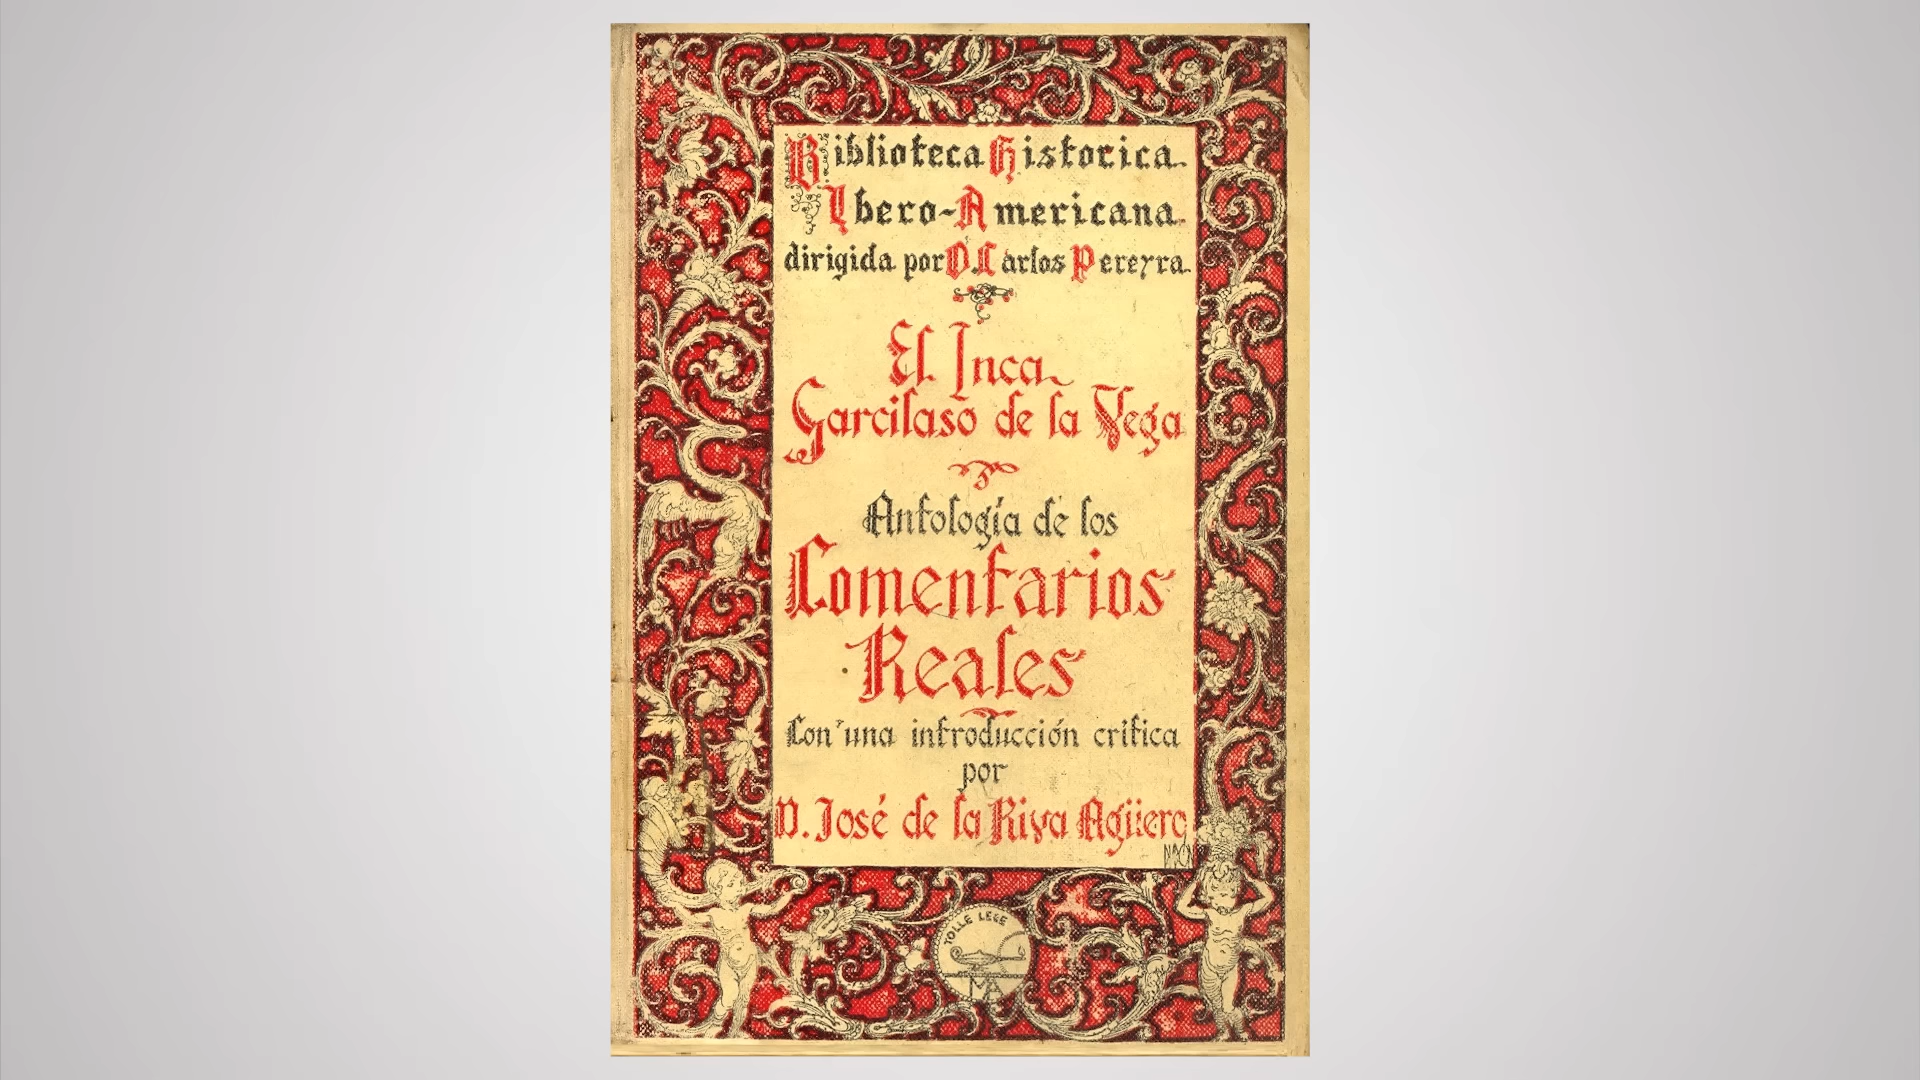 Biblioteca Historica
Ibero-Americana
dirigida por D. Carlos Pereyra
El Inca
Garcilaso de la Vega
Antología de los
Comentarios
Reales
Con una introducción crítica
por
D. José de la Riva Agüero
TOLLE LEGE
MA